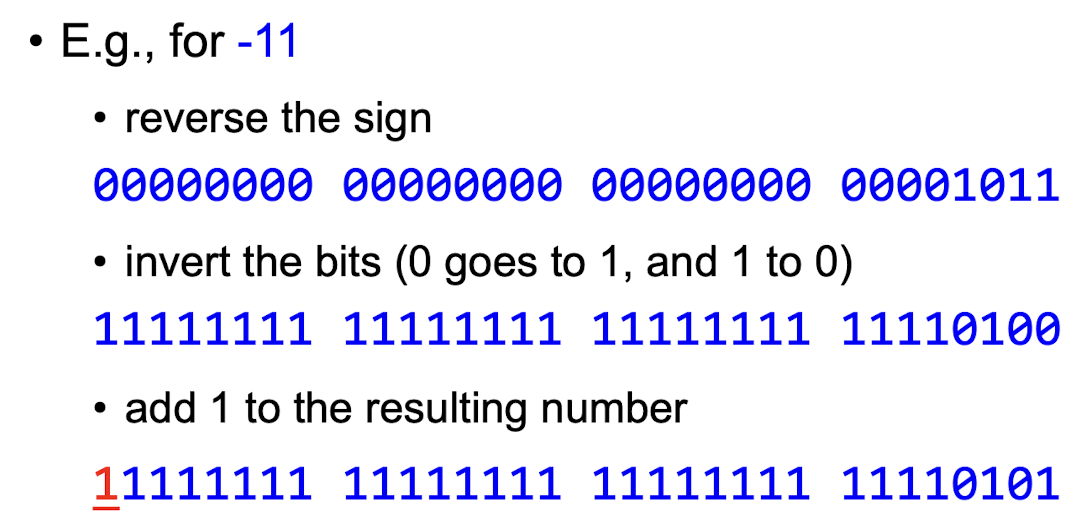 • E.g., for -11
• reverse the sign
00000000 00000000 00000000 00001011
• invert the bits (0 goes to 1, and 1 to 0)
11111111 11111111 11111111 11110100
• add 1 to the resulting number
11111111 11111111 11111111 11110101